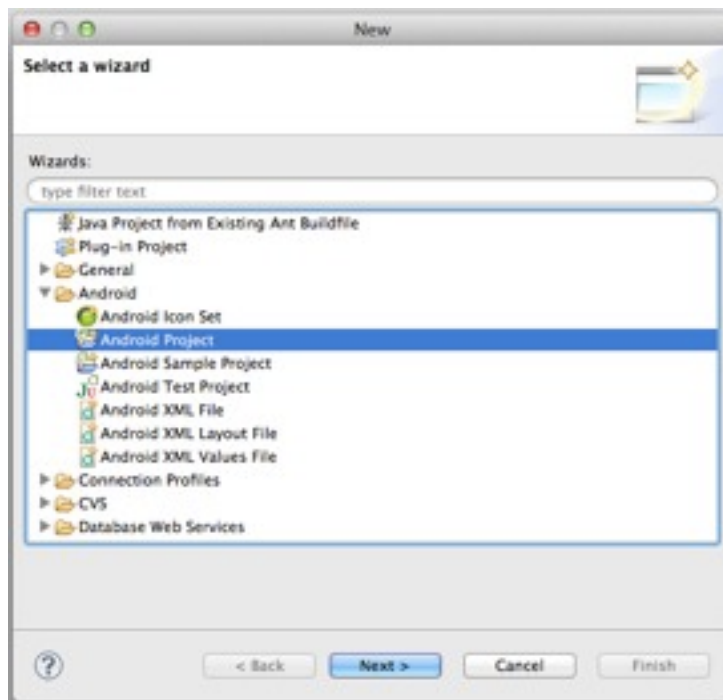 New
Select a wizard
Wizards:
type filter text
Java Project from Existing Ant Buildfile
Plug-in Project
General
Android
Android Icon Set
Android Project
Android Sample Project
Android Test Project
Android XML File
Android XML Layout File
Android XML Values File
Connection Profiles
CVS
Database Web Services
? < Back Next > Cancel Finish